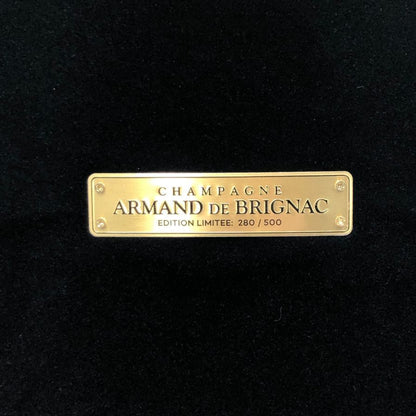 CHAMPAGNE
ARMAND DE BRIGNAC
EDITION LIMITEE: 280 / 500